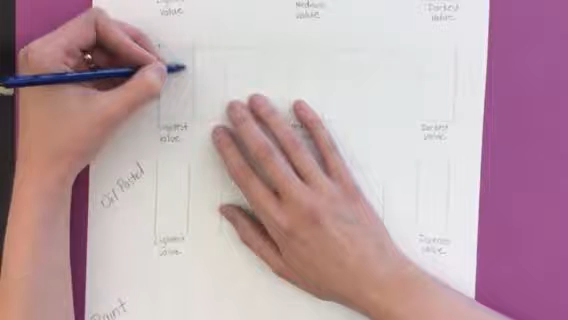 Lightest
value
Medium
value
Darkest
value
Lightest
value
Darkest
value
Oil Pastel
Lightest
value
Darkest
value
Paint